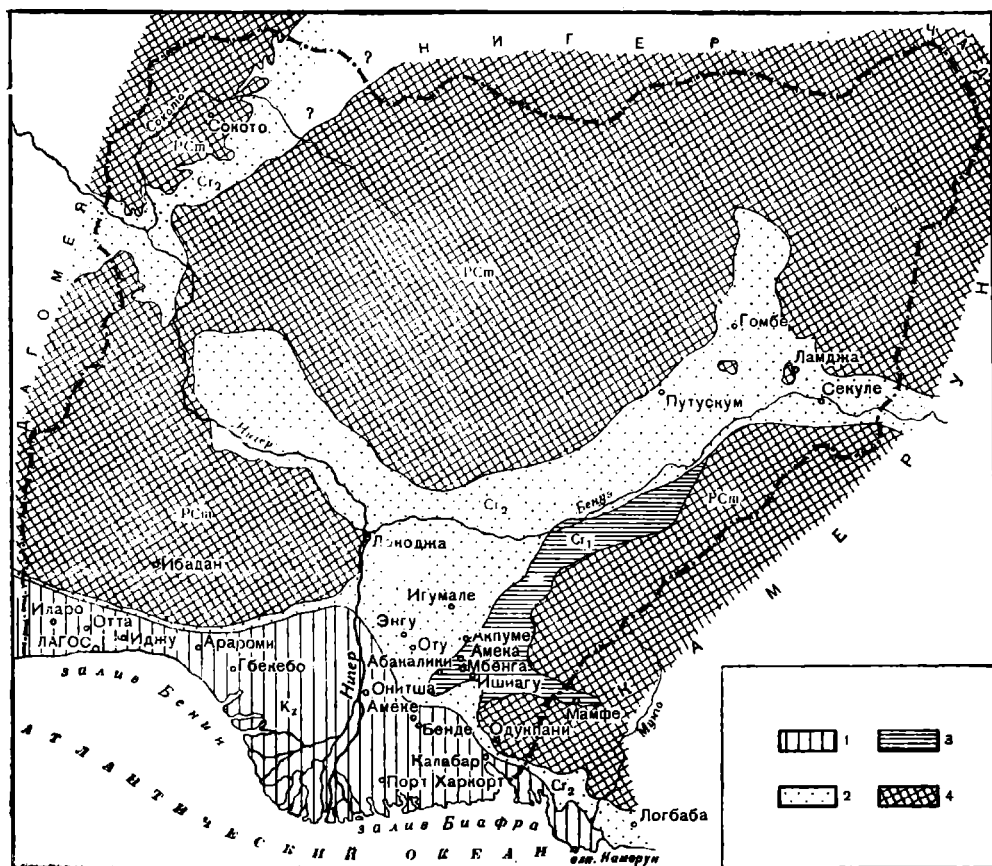 НИГЕР
ЧАД
?
?
Сокото
Сокото
PCm
Cr₂
ДАГОМЕЯ
PCm
Гомбе
Ламджа
Секуле
Путускум
Нигер
Бенуэ
PCm
Cr₂
Cr₁
PCm
КАМЕРУН
Локоджа
Ибадан
Игумале
Иларо
Отта
Энгу
Акпуме
ЛАГОС
Иджу
Арароми
Оту
Амека
Абакалики
Мбенга
Гбекебо
Ишиагу
залив Бенин
Нигер
Онитша
Kz
Амеке
Мамфе
Бенде
Одукпани
Калабар
Порт Харкорт
Cr₂
Логбаба
залив Биафра
АТЛАНТИЧЕСКИЙ ОКЕАН
влк. Камерун
1
2
3
4